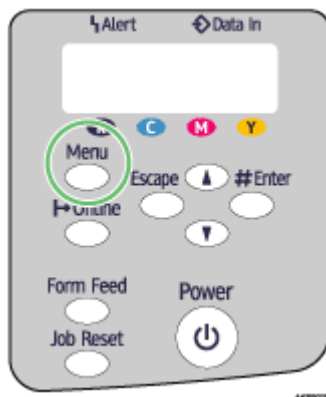 Alert Data In
C M Y
Menu
Escape # Enter
Online
Form Feed Power
Job Reset